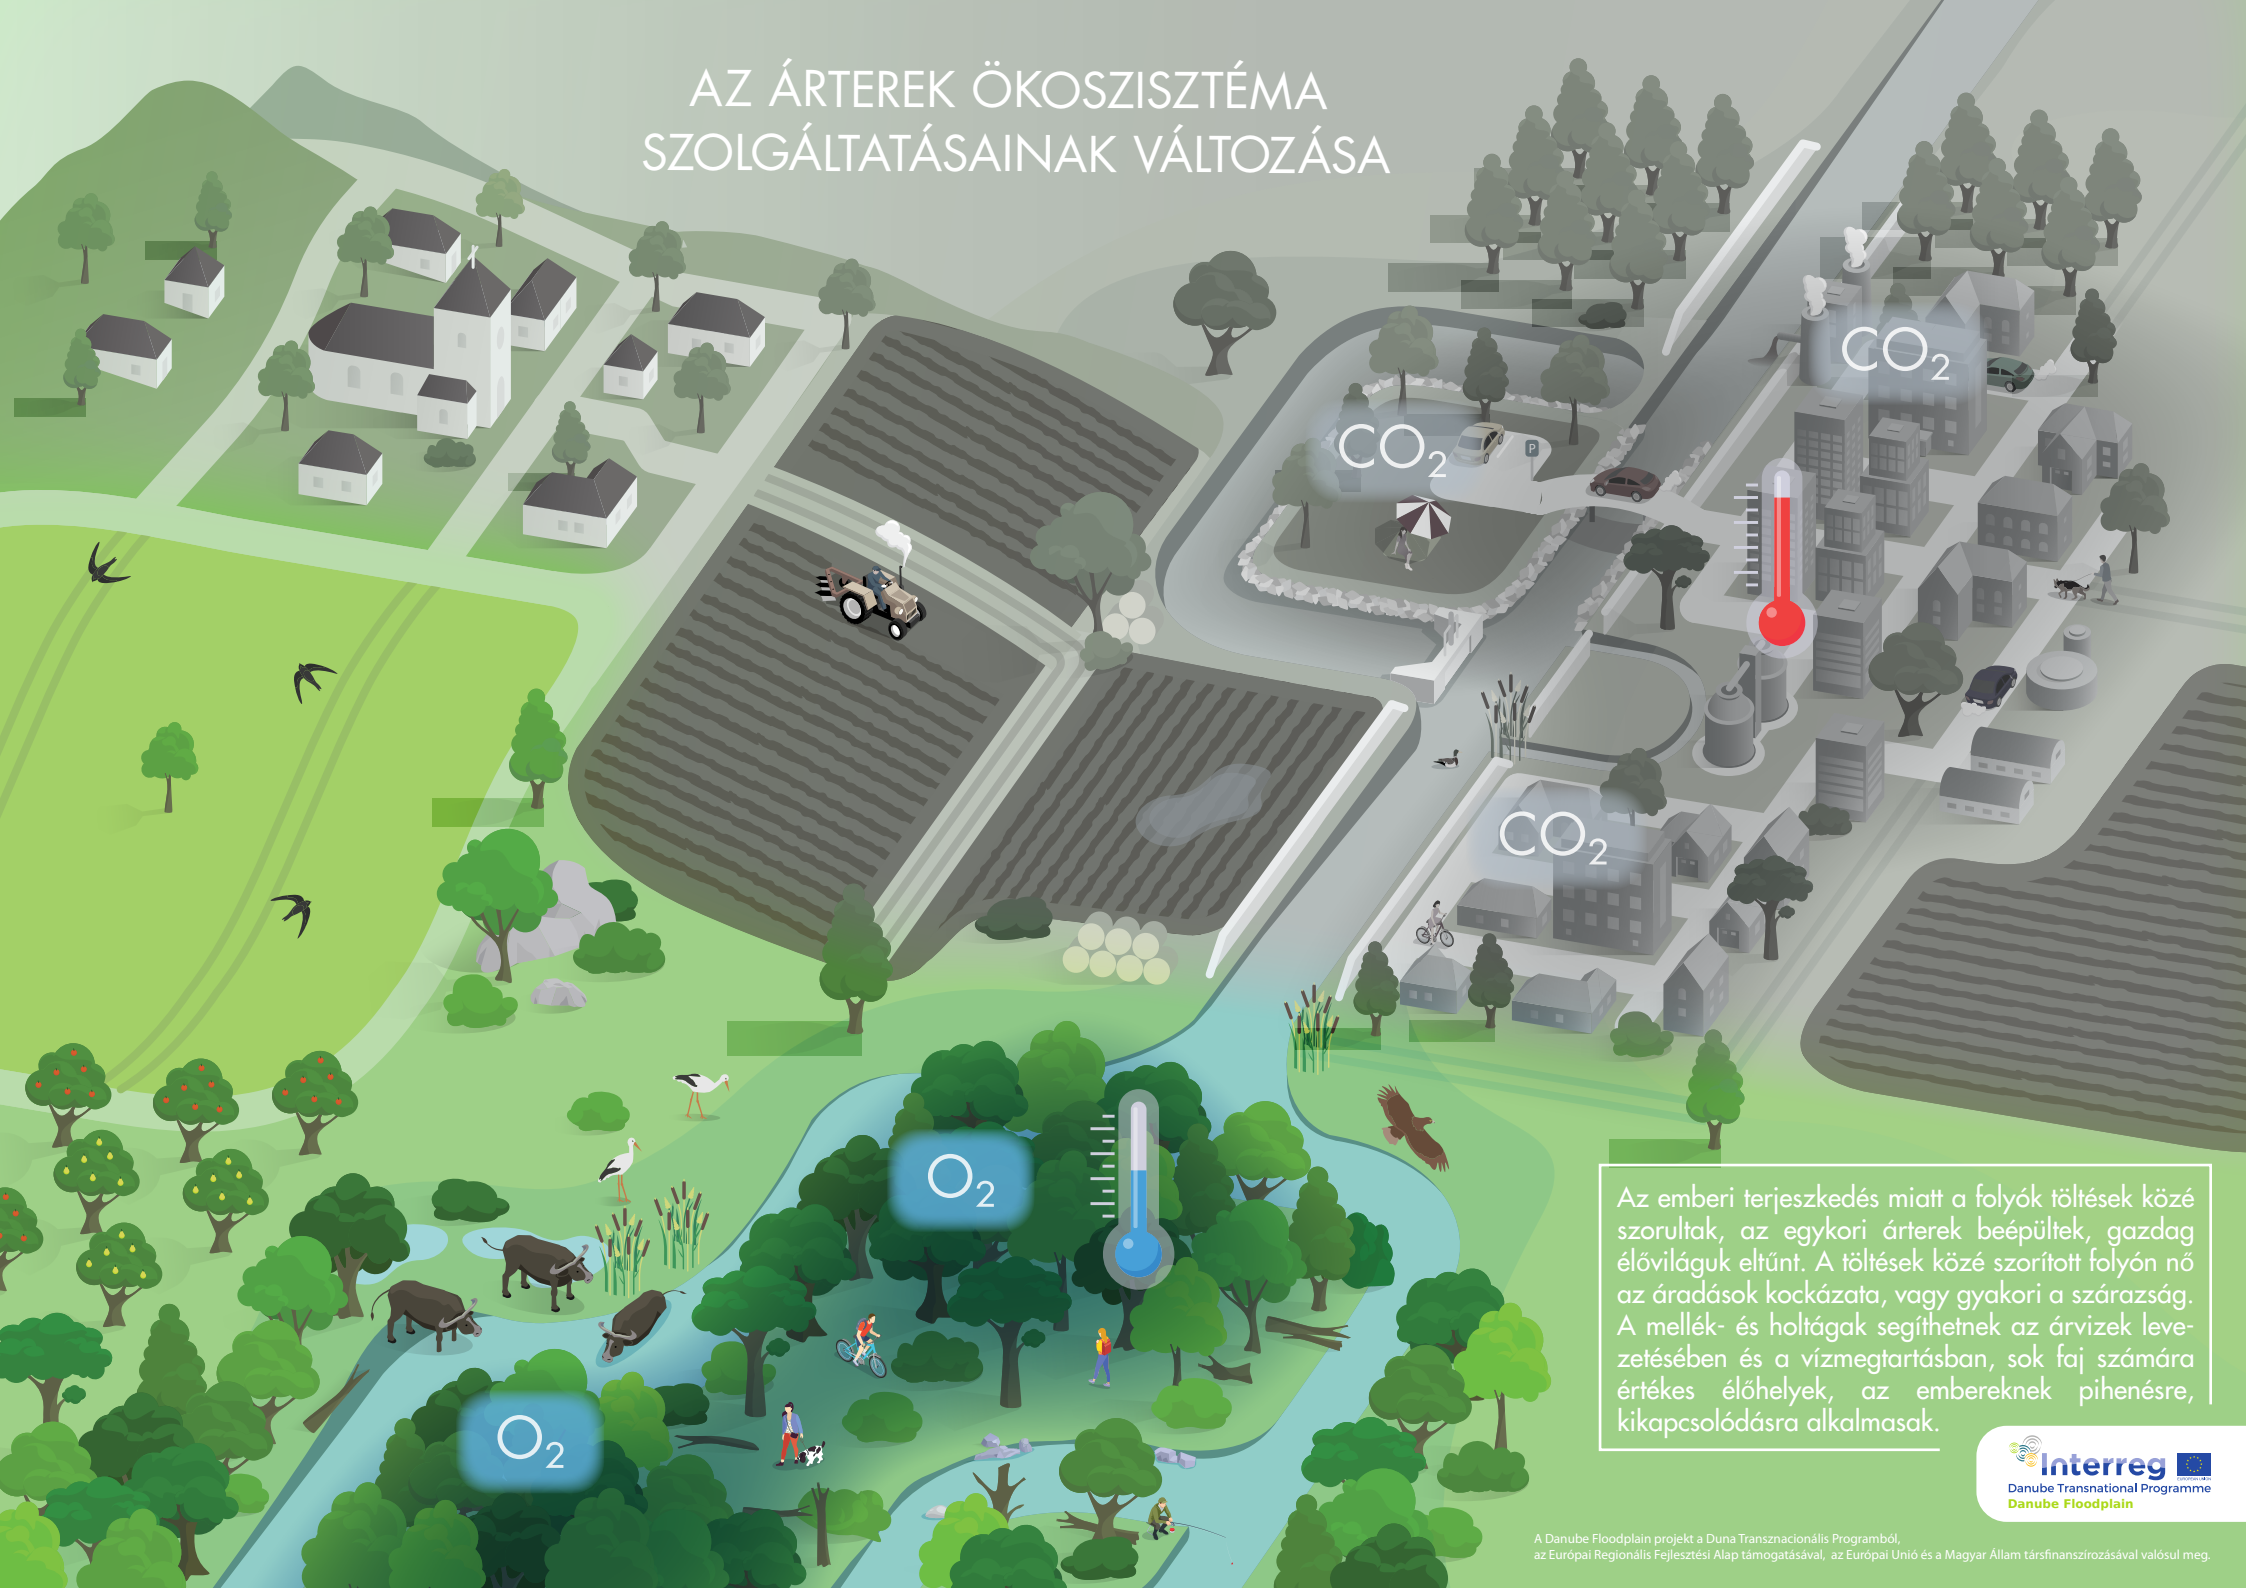 AZ ÁRTEREK ÖKOSZISZTÉMA
SZOLGÁLTATÁSAINAK VÁLTOZÁSA
CO2
CO2
P
CO2
O2
O2
Az emberi terjeszkedés miatt a folyók töltések közé
szorultak, az egykori árterek beépültek, gazdag
élőviláguk eltűnt. A töltések közé szorított folyón nő
az áradások kockázata, vagy gyakori a szárazság.
A mellék- és holtágak segíthetnek az árvizek leve-
zetésében és a vízmegtartásban, sok faj számára
értékes élőhelyek, az embereknek pihenésre,
kikapcsolódásra alkalmasak.
Interreg
EUROPEAN UNION
Danube Transnational Programme
Danube Floodplain
A Danube Floodplain projekt a Duna Transznacionális Programból,
az Európai Regionális Fejlesztési Alap támogatásával, az Európai Unió és a Magyar Állam társfinanszírozásával valósul meg.